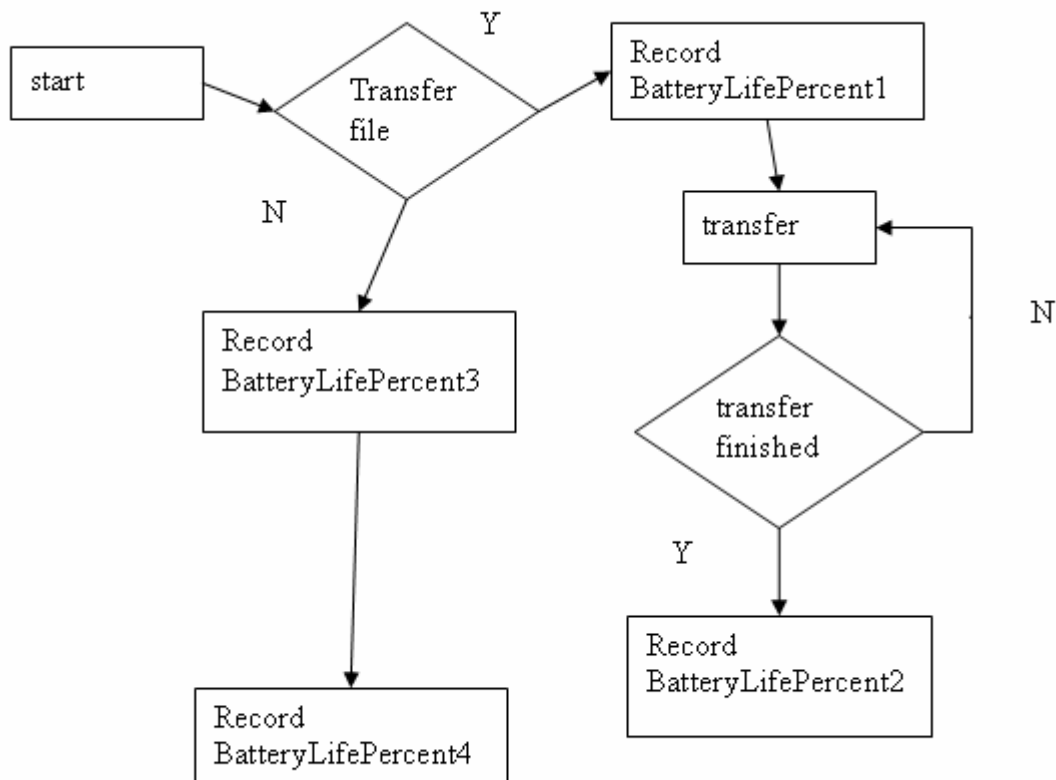 start
Transfer
file
Y
Record
BatteryLifePercent1
N
transfer
N
Record
BatteryLifePercent3
transfer
finished
Y
Record
BatteryLifePercent2
Record
BatteryLifePercent4